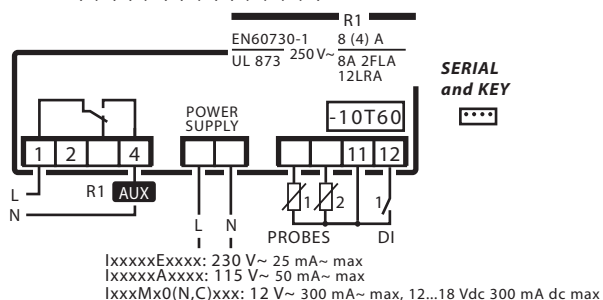 R1
EN60730-1
UL 873
250 V~
8 (4) A
8A 2FLA
12LRA
SERIAL
and KEY
POWER
SUPPLY
-10T60
1 2 4 11 12
L
N
R1 AUX
L N
1 2 1
PROBES DI
IxxxxxExxxx: 230 V~ 25 mA~ max
IxxxxxAxxxx: 115 V~ 50 mA~ max
IxxxMx0(N,C)xxx: 12 V~ 300 mA~ max, 12...18 Vdc 300 mA dc max